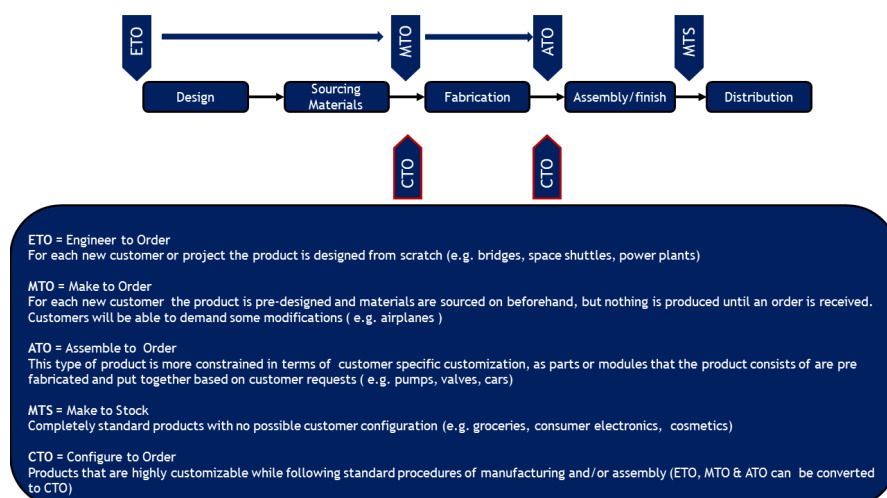 ETO
MTO
ATO
MTS
Design
Sourcing
Materials
Fabrication
Assembly/finish
Distribution
CTO
CTO
ETO = Engineer to Order
For each new customer or project the product is designed from scratch (e.g. bridges, space shuttles, power plants)
MTO = Make to Order
For each new customer the product is pre-designed and materials are sourced on beforehand, but nothing is produced until an order is received.
Customers will be able to demand some modifications ( e.g. airplanes )
ATO = Assemble to Order
This type of product is more constrained in terms of customer specific customization, as parts or modules that the product consists of are pre
fabricated and put together based on customer requests ( e.g. pumps, valves, cars)
MTS = Make to Stock
Completely standard products with no possible customer configuration (e.g. groceries, consumer electronics, cosmetics)
CTO = Configure to Order
Products that are highly customizable while following standard procedures of manufacturing and/or assembly (ETO, MTO & ATO can be converted
to CTO)